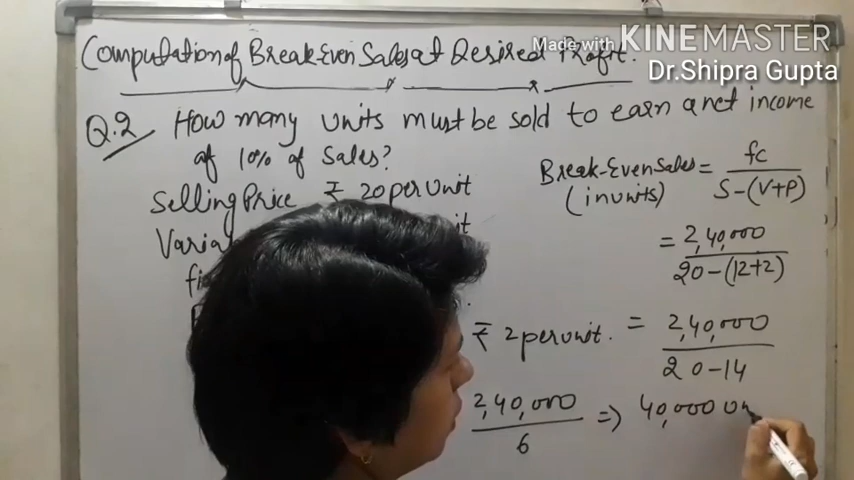 Made with KINEMASTER
Dr.Shipra Gupta
Computation of Break-Even Sales at Desired Profit.
Q.2 How many units must be sold to earn a net income
of 10% of Sales?
Selling Price ₹ 20 per Unit
Break-Even Sales = fc / S-(V+P)
(in units)
= 2,40,000 / 20-(12+2)
₹ 2 per unit. = 2,40,000 / 20-14
2,40,000 / 6 => 40,000